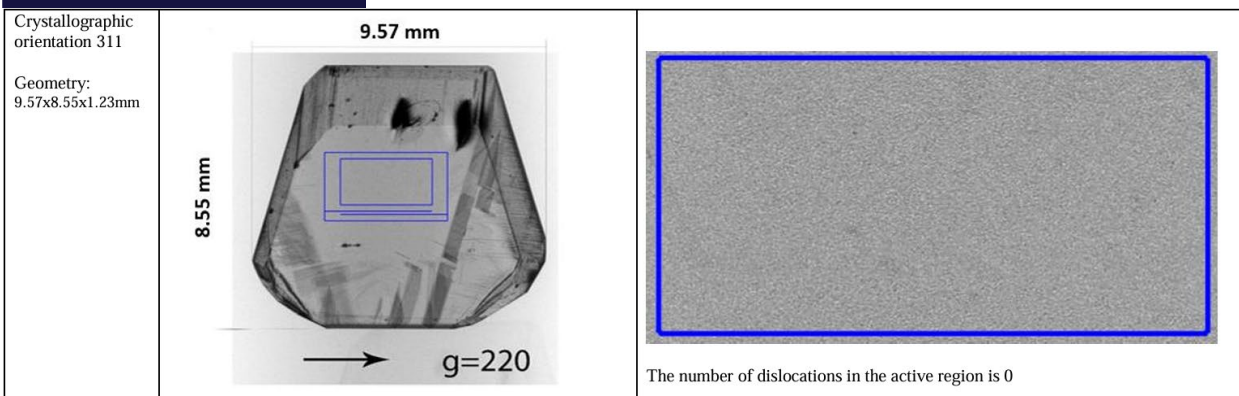 Crystallographic
orientation 311
Geometry:
9.57x8.55x1.23mm
9.57 mm
8.55 mm
g=220
The number of dislocations in the active region is 0